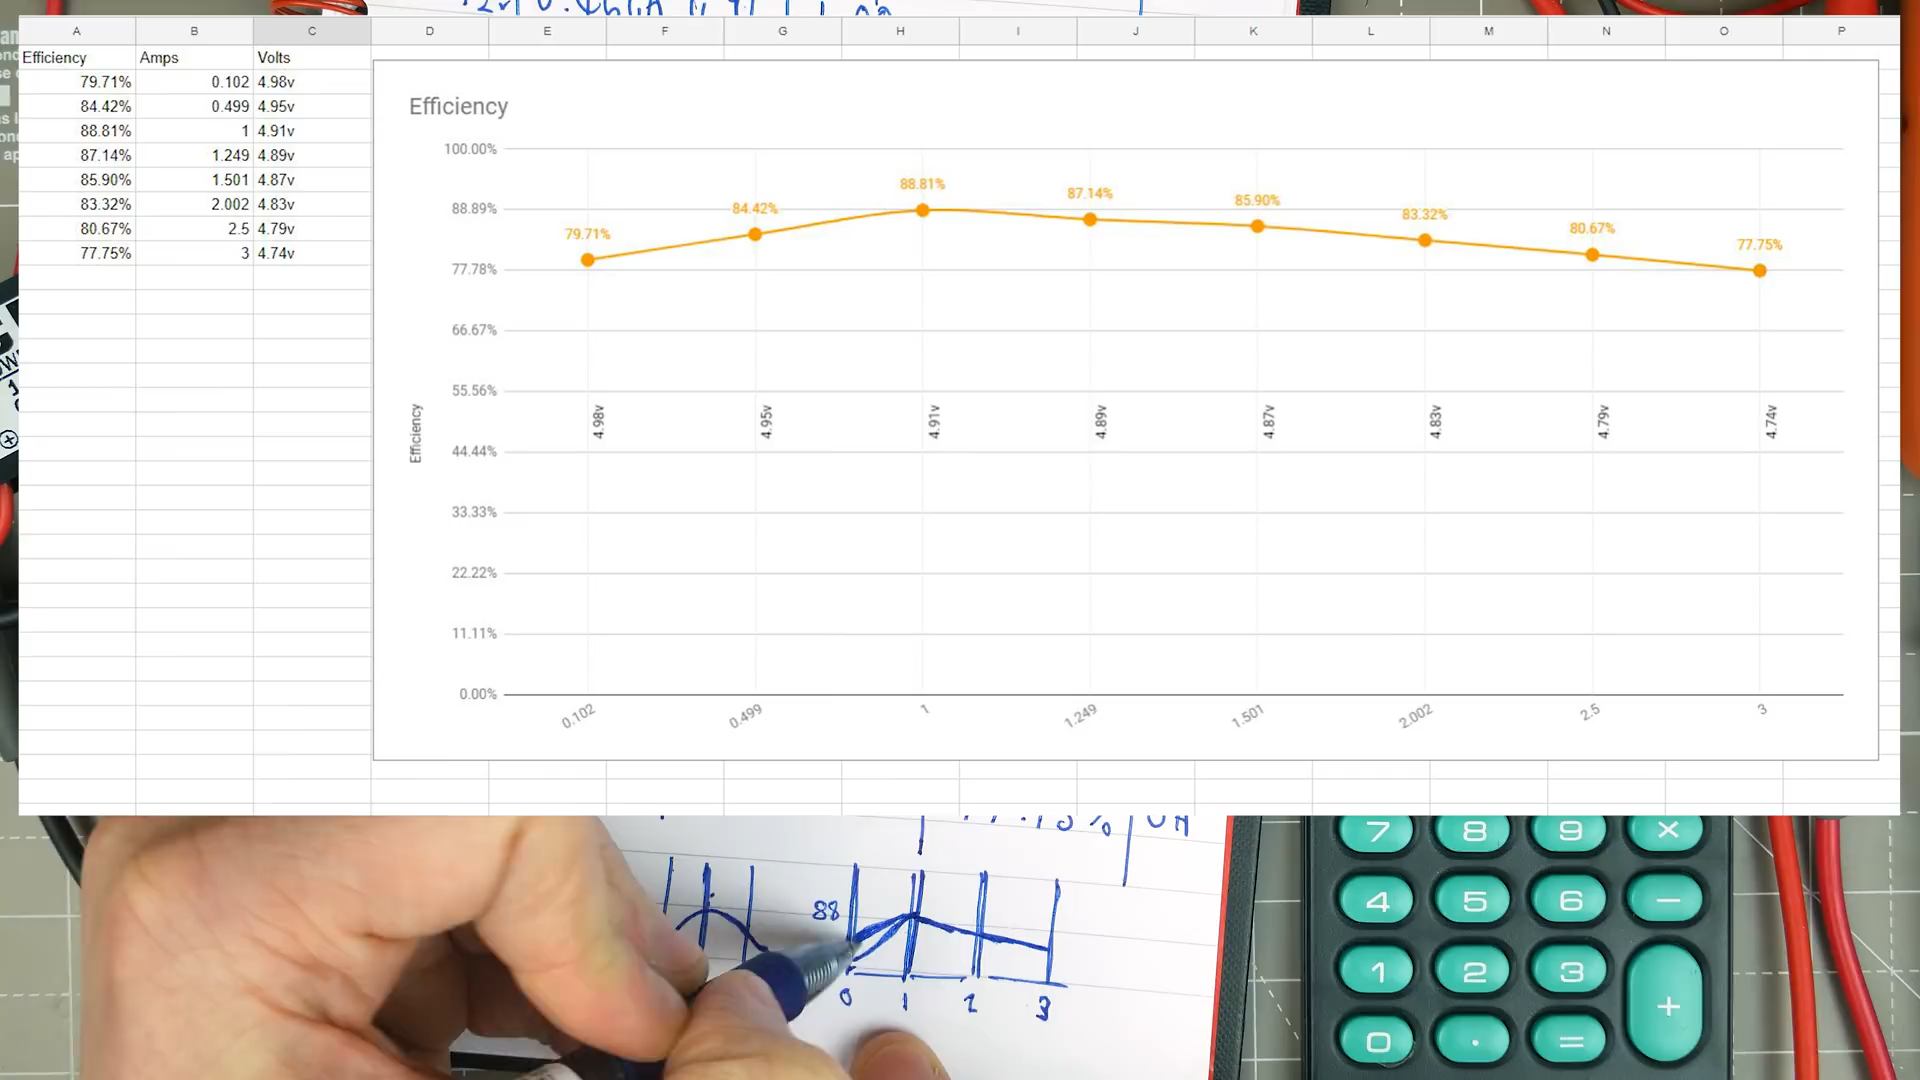 A B C D E F G H I J K L M N O P
Efficiency Amps Volts
79.71% 0.102 4.98v
84.42% 0.499 4.95v
88.81% 1 4.91v
87.14% 1.249 4.89v
85.90% 1.501 4.87v
83.32% 2.002 4.83v
80.67% 2.5 4.79v
77.75% 3 4.74v
Efficiency
100.00%
88.89%
77.78%
66.67%
55.56%
44.44%
33.33%
22.22%
11.11%
0.00%
Efficiency
79.71% 84.42% 88.81% 87.14% 85.90% 83.32% 80.67% 77.75%
4.98v 4.95v 4.91v 4.89v 4.87v 4.83v 4.79v 4.74v
0.102 0.499 1 1.249 1.501 2.002 2.5 3
88
0 1 2 3
7 8 9 ×
4 5 6 −
1 2 3 +
0 . =